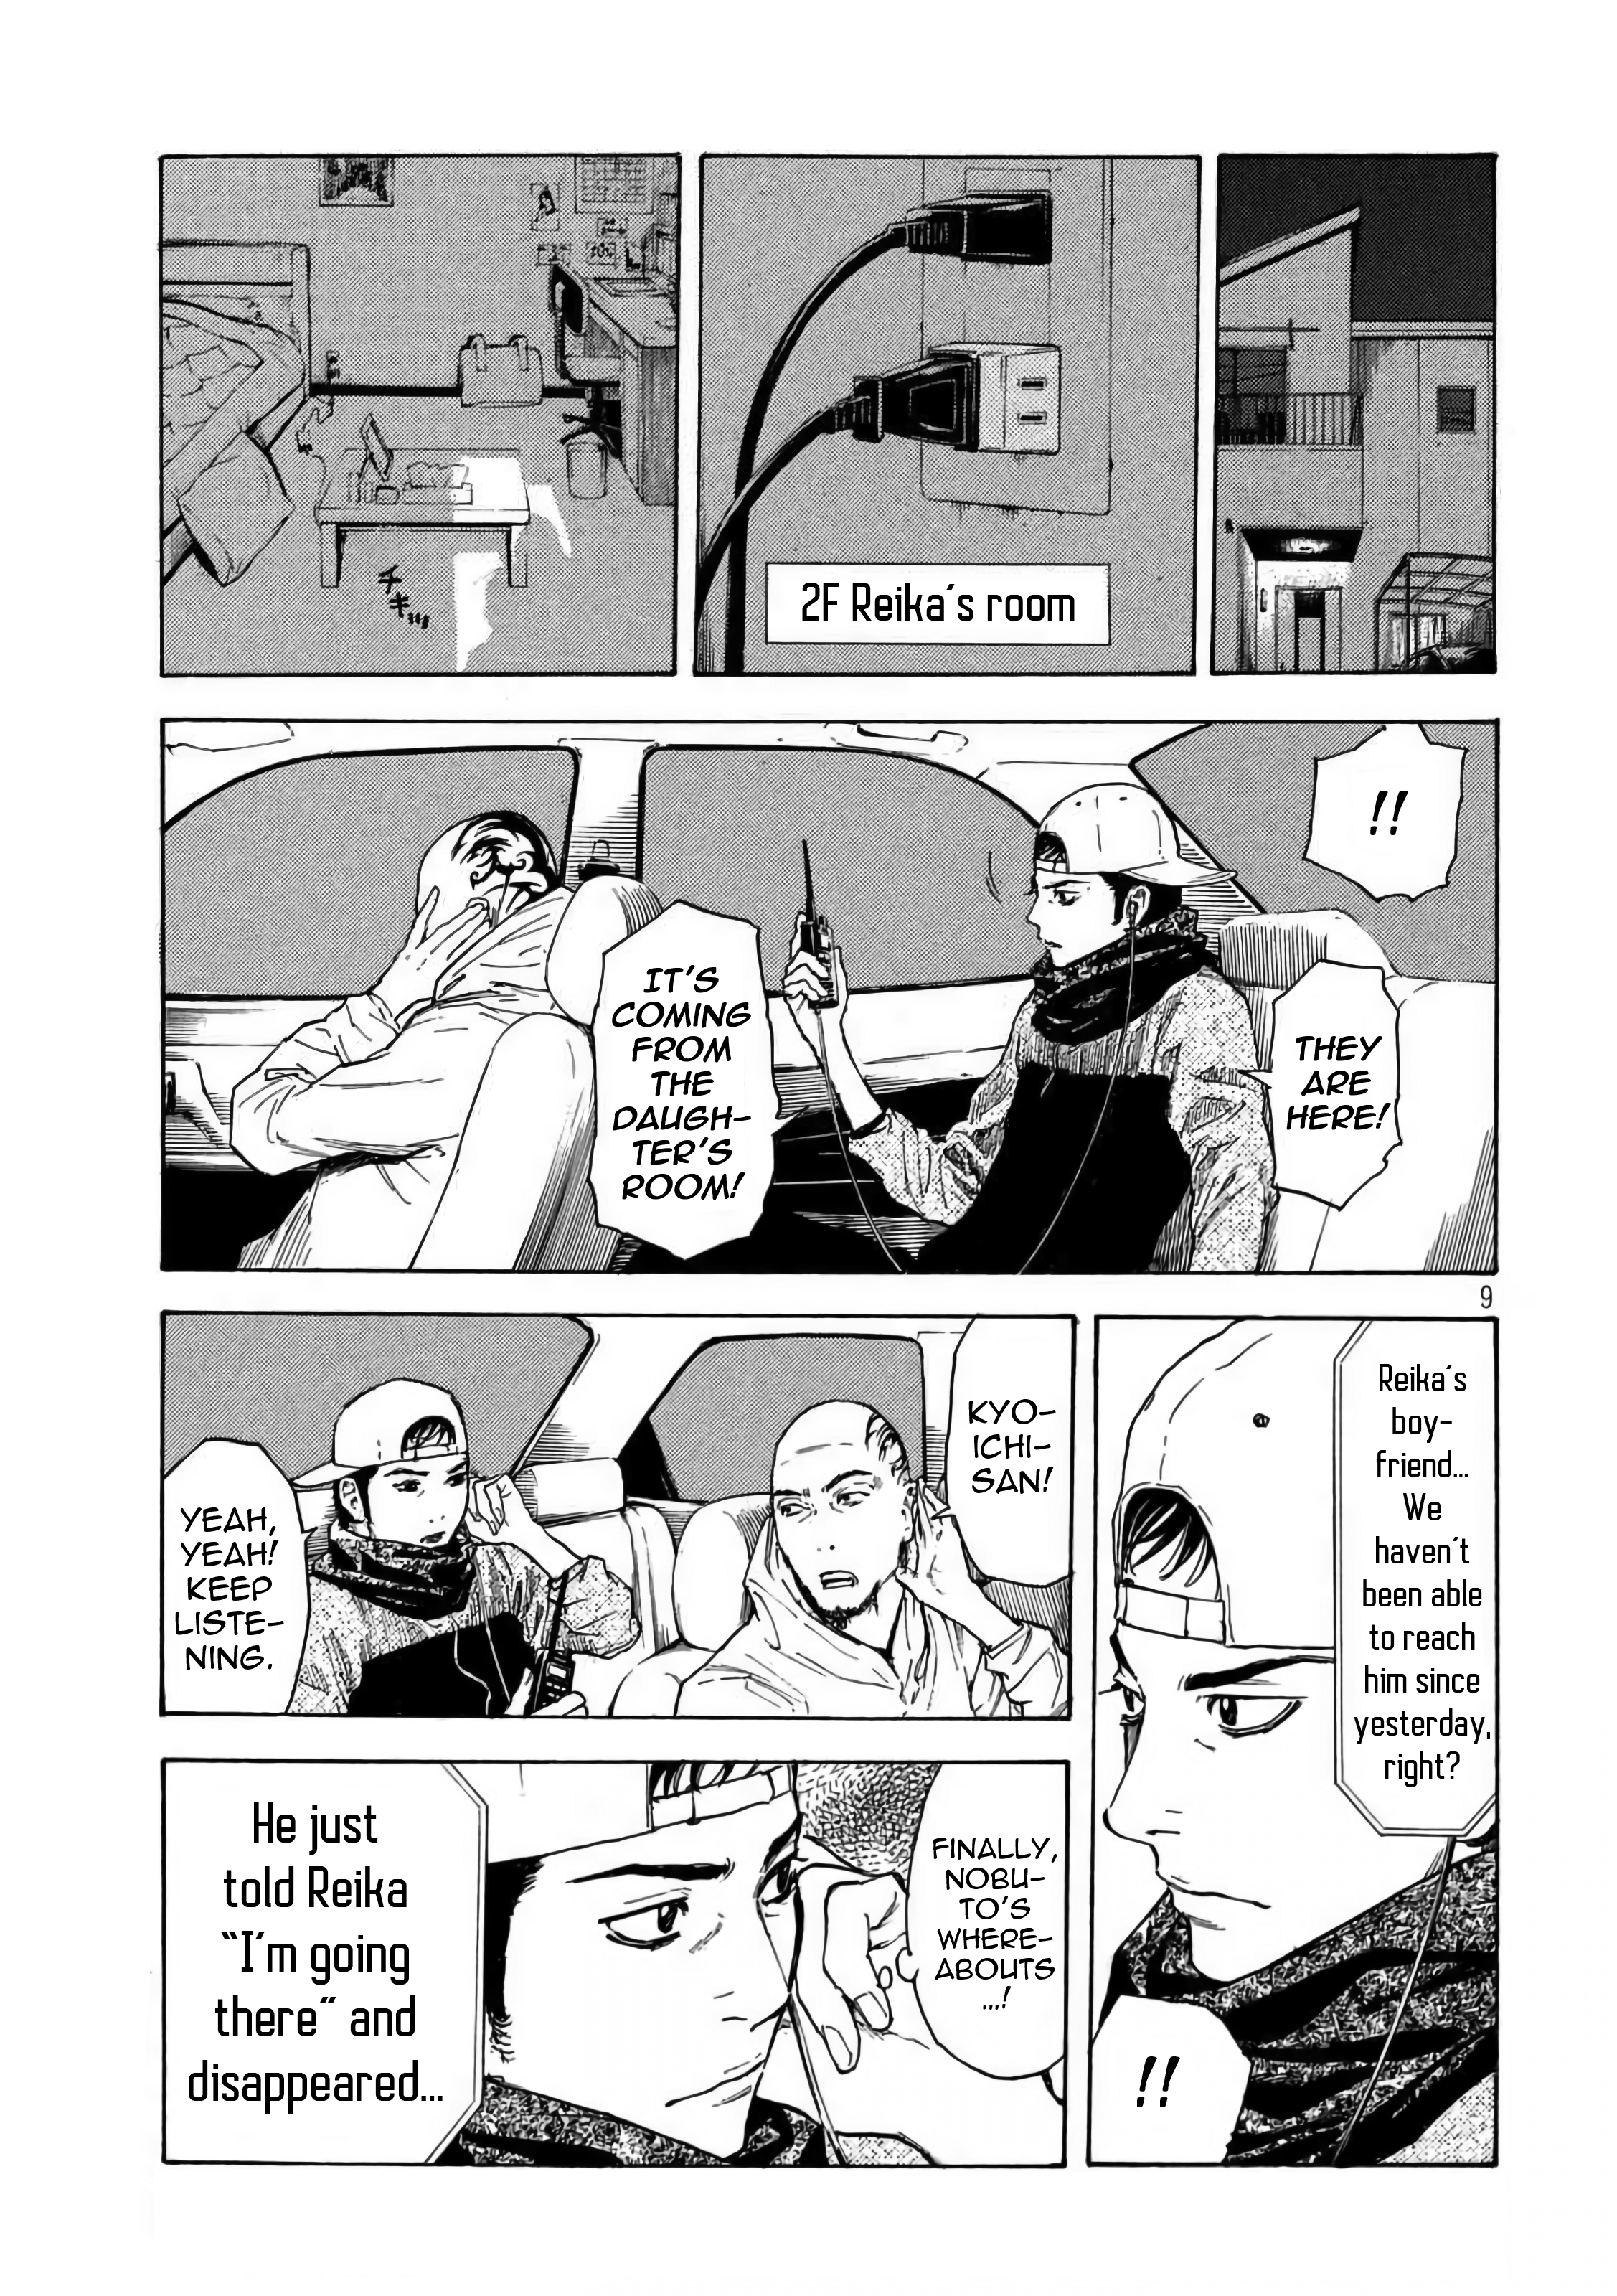 2F Reika's room
チキッ…
!!
THEY
ARE
HERE!
IT'S
COMING
FROM
THE
DAUGH-
TER'S
ROOM!
9
Reika's
boy-
friend...
We
haven't
been able
to reach
him since
yesterday,
right?
!!
KYO-
ICHI-
SAN!
YEAH,
YEAH!
KEEP
LISTE-
NING.
FINALLY,
NOBU-
TO'S
WHERE-
ABOUTS
...!
He just
told Reika
"I'm going
there" and
disappeared...